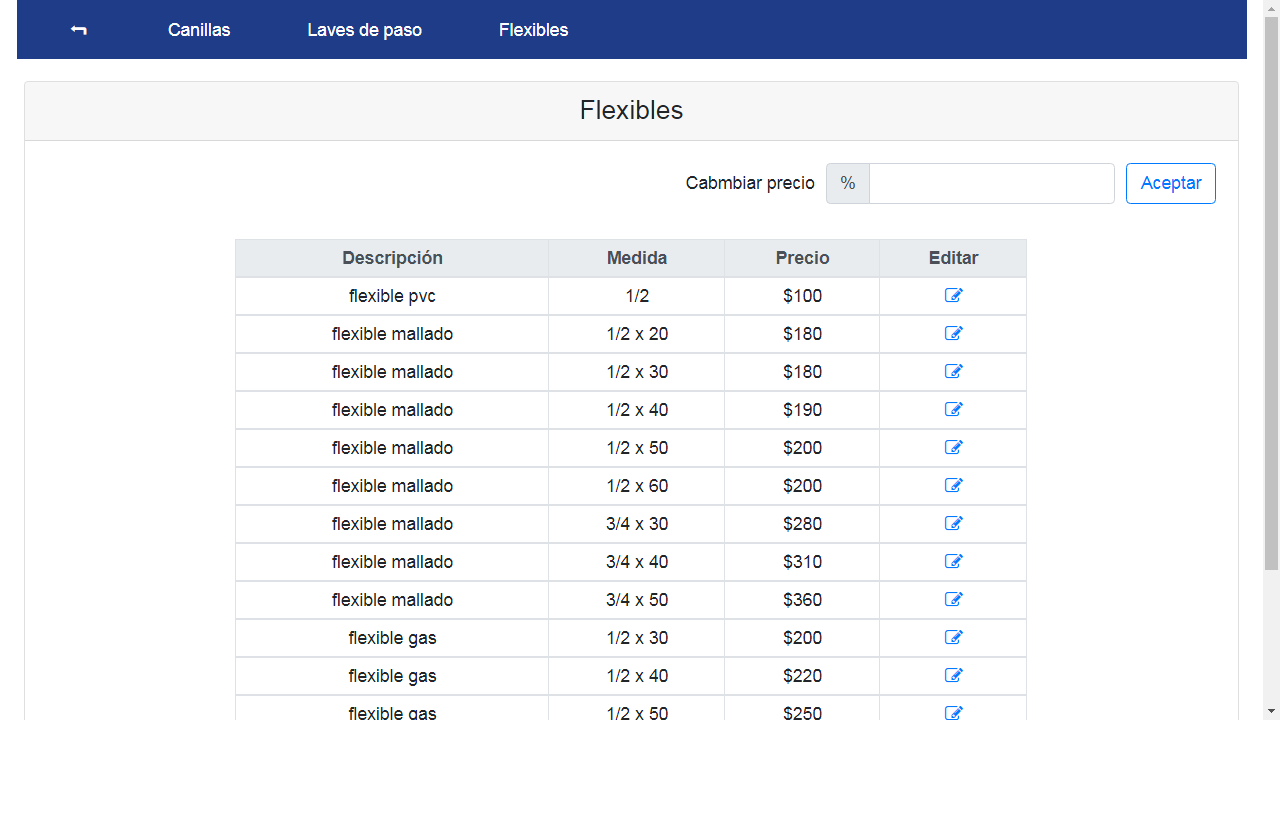 Canillas Laves de paso Flexibles
Flexibles
Cabmbiar precio % Aceptar
Descripción Medida Precio Editar
flexible pvc 1/2 $100
flexible mallado 1/2 x 20 $180
flexible mallado 1/2 x 30 $180
flexible mallado 1/2 x 40 $190
flexible mallado 1/2 x 50 $200
flexible mallado 1/2 x 60 $200
flexible mallado 3/4 x 30 $280
flexible mallado 3/4 x 40 $310
flexible mallado 3/4 x 50 $360
flexible gas 1/2 x 30 $200
flexible gas 1/2 x 40 $220
flexible gas 1/2 x 50 $250